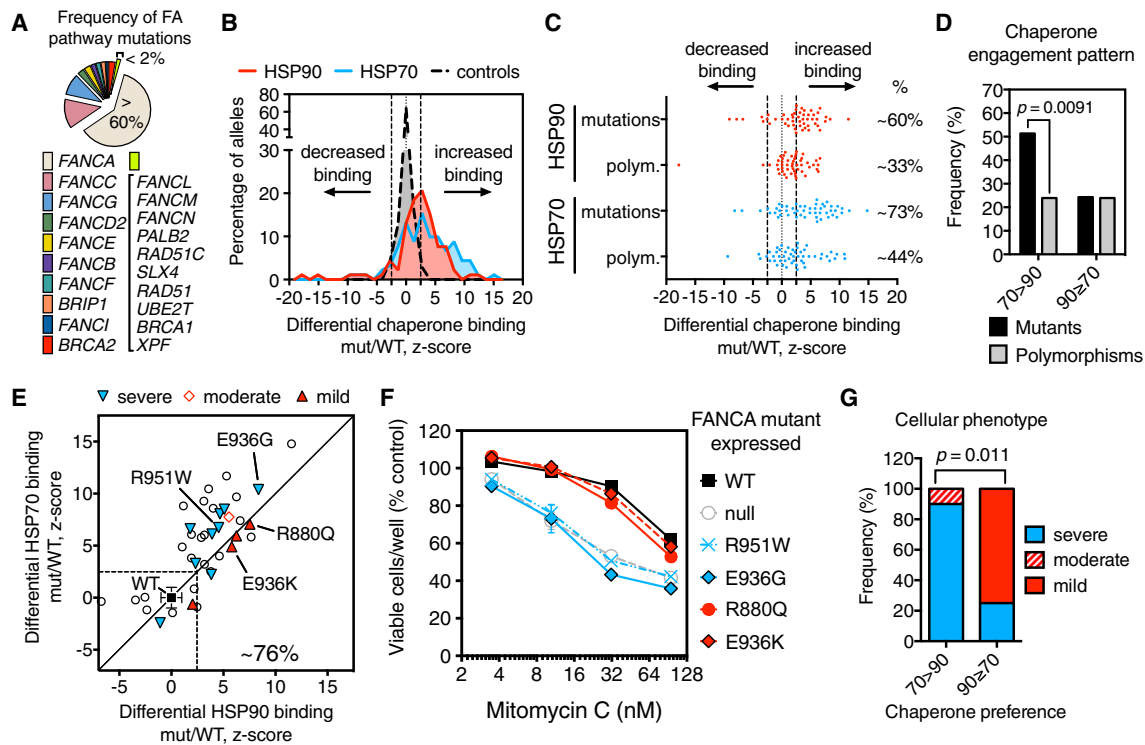 A
Frequency of FA
pathway mutations
< 2%
>
60%
FANCA
FANCC
FANCG
FANCD2
FANCE
FANCB
FANCF
BRIP1
FANCI
BRCA2
FANCL
FANCM
FANCN
PALB2
RAD51C
SLX4
RAD51
UBE2T
BRCA1
XPF
B
HSP90 HSP70 controls
Percentage of alleles
80
70
60
50
40
30
20
10
0
decreased
binding
increased
binding
-20 -15 -10 -5 0 5 10 15 20
Differential chaperone binding
mut/WT, z-score
C
decreased
binding
increased
binding
%
HSP90
mutations
~60%
polym.
~33%
HSP70
mutations
~73%
polym.
~44%
-20 -15 -10 -5 0 5 10 15 20
Differential chaperone binding
mut/WT, z-score
D
Chaperone
engagement pattern
p = 0.0091
Frequency (%)
70
60
50
40
30
20
10
0
70>90
90≥70
Mutants
Polymorphisms
E
severe moderate mild
Differential HSP70 binding
mut/WT, z-score
15
10
5
0
-5
E936G
R951W
R880Q
WT
E936K
~76%
-5 0 5 10 15
Differential HSP90 binding
mut/WT, z-score
F
Viable cells/well (% control)
120
100
80
60
40
20
0
2 4 8 16 32 64 128
Mitomycin C (nM)
FANCA mutant
expressed
WT
null
R951W
E936G
R880Q
E936K
G
Cellular phenotype
p = 0.011
Frequency (%)
120
100
80
60
40
20
0
70>90
90≥70
Chaperone preference
severe
moderate
mild